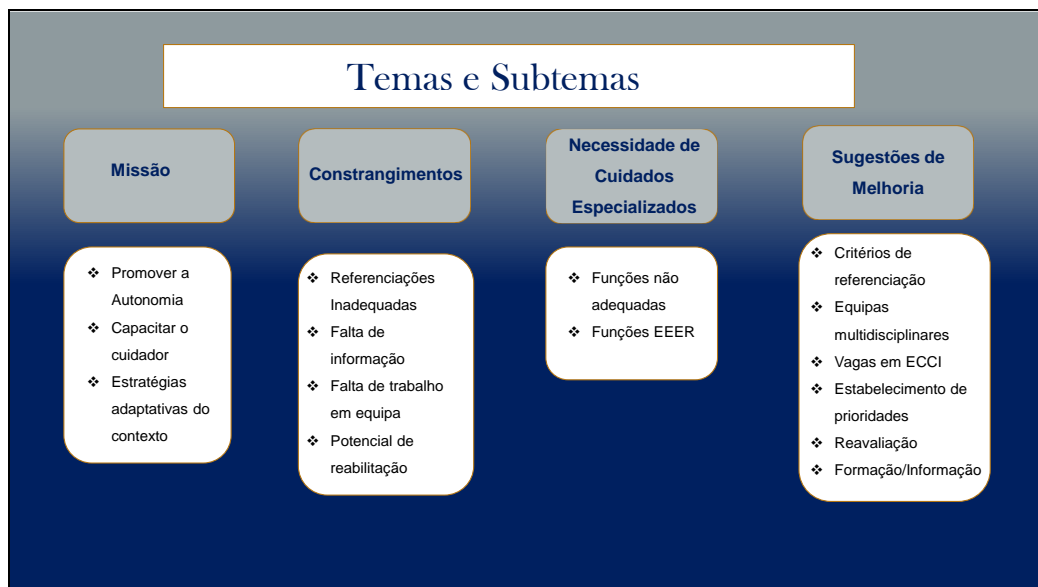 Temas e Subtemas
Missão
❖ Promover a
Autonomia
❖ Capacitar o
cuidador
❖ Estratégias
adaptativas do
contexto
Constrangimentos
❖ Referenciações
Inadequadas
❖ Falta de
informação
❖ Falta de trabalho
em equipa
❖ Potencial de
reabilitação
Necessidade de
Cuidados
Especializados
❖ Funções não
adequadas
❖ Funções EEER
Sugestões de
Melhoria
❖ Critérios de
referenciação
❖ Equipas
multidisciplinares
❖ Vagas em ECCI
❖ Estabelecimento de
prioridades
❖ Reavaliação
❖ Formação/Informação